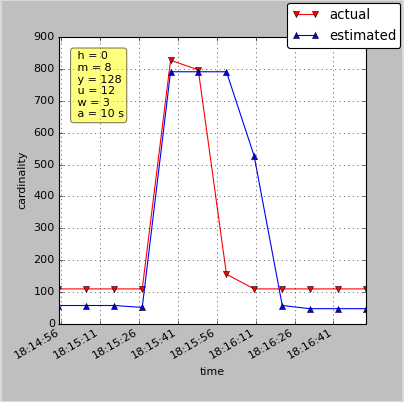 actual
estimated
h = 0
m = 8
y = 128
u = 12
w = 3
a = 10 s
900
800
700
600
500
400
300
200
100
0
cardinality
18:14:56
18:15:11
18:15:26
18:15:41
18:15:56
18:16:11
18:16:26
18:16:41
time